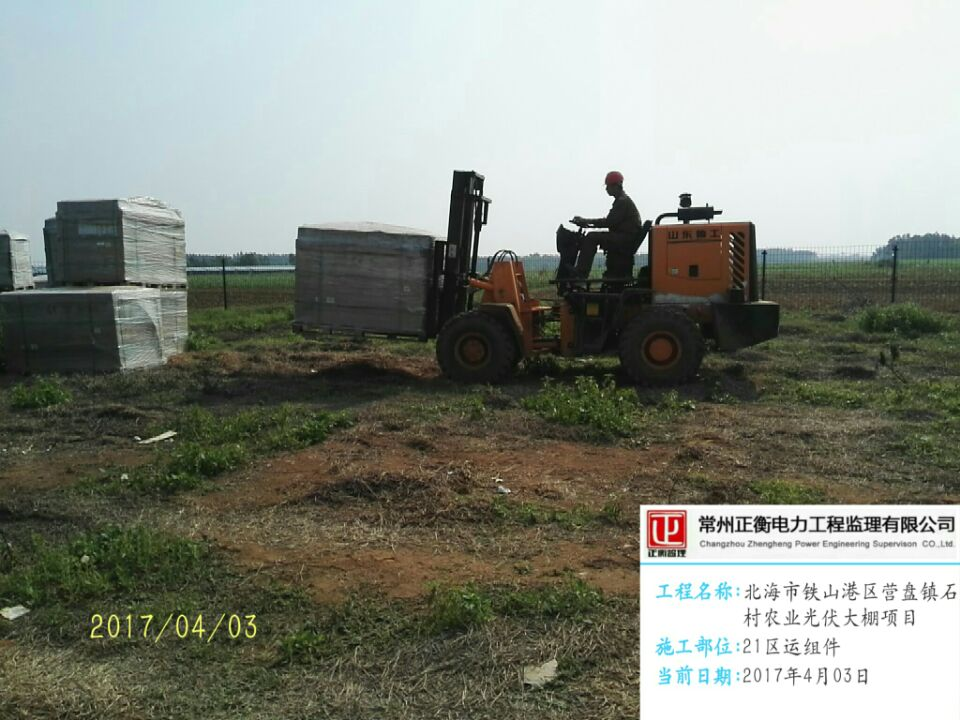 山东鲁工
2017/04/03
正衡管理
常州正衡电力工程监理有限公司
Changzhou Zhengheng Power Engineering Supervison CO.,Ltd.
工程名称:北海市铁山港区营盘镇石
村农业光伏大棚项目
施工部位:21区运组件
当前日期:2017年4月03日